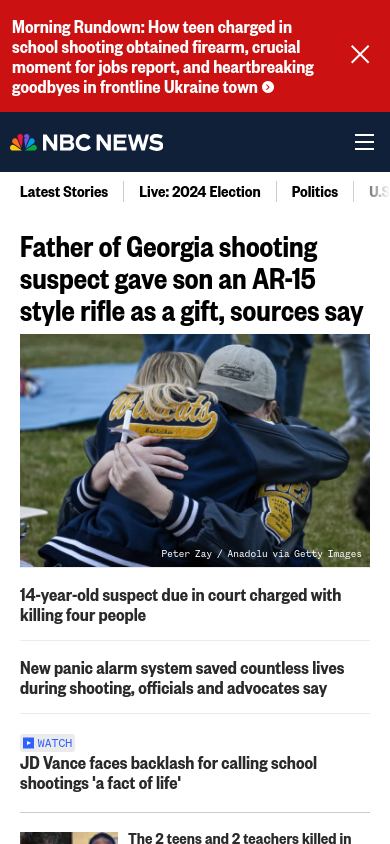 Morning Rundown: How teen charged in
school shooting obtained firearm, crucial
moment for jobs report, and heartbreaking
goodbyes in frontline Ukraine town
NBC NEWS
Latest Stories Live: 2024 Election Politics U.S
Father of Georgia shooting
suspect gave son an AR-15
style rifle as a gift, sources say
Wildcats
Peter Zay / Anadolu via Getty Images
14-year-old suspect due in court charged with
killing four people
New panic alarm system saved countless lives
during shooting, officials and advocates say
WATCH
JD Vance faces backlash for calling school
shootings 'a fact of life'
The 2 teens and 2 teachers killed in